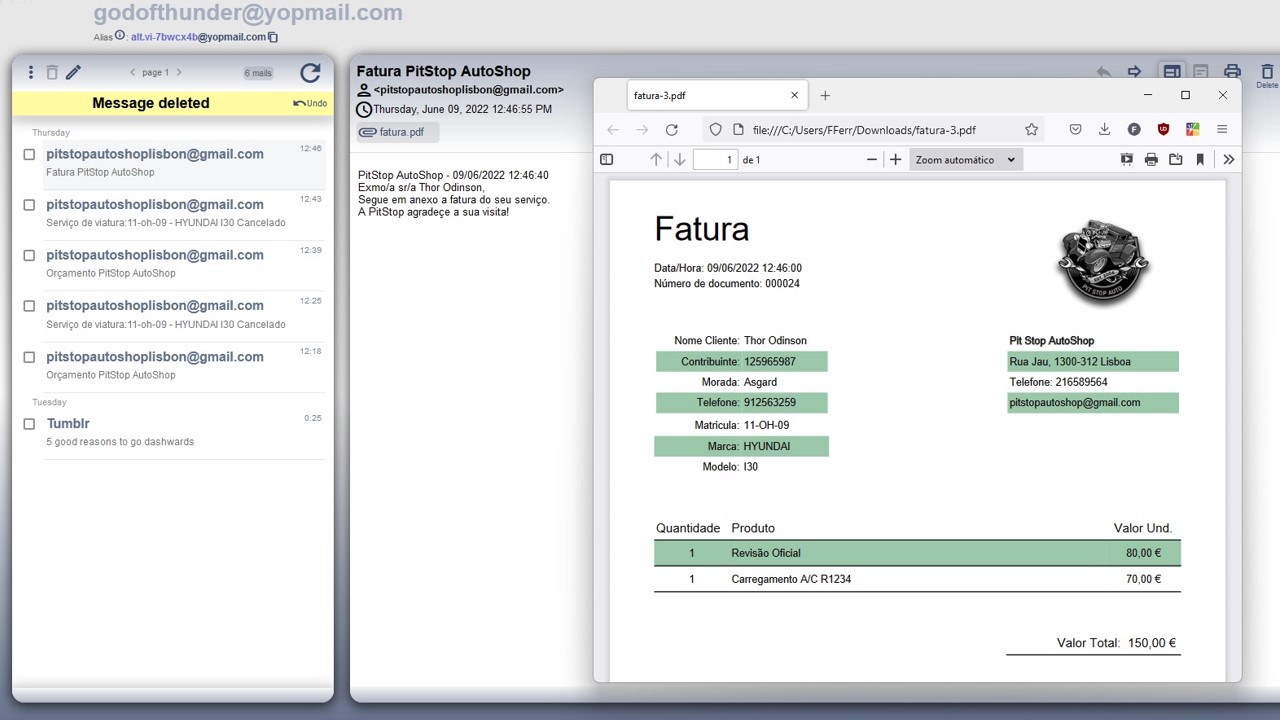 godofthunder@yopmail.com
Alias : alt.vi-7bwcx4b@yopmail.com
page 1
6 mails
Message deleted
Undo
Thursday
pitstopautoshoplisbon@gmail.com 12:46
Fatura PitStop AutoShop
pitstopautoshoplisbon@gmail.com 12:43
Serviço de viatura:11-oh-09 - HYUNDAI I30 Cancelado
pitstopautoshoplisbon@gmail.com 12:39
Orçamento PitStop AutoShop
pitstopautoshoplisbon@gmail.com 12:25
Serviço de viatura:11-oh-09 - HYUNDAI I30 Cancelado
pitstopautoshoplisbon@gmail.com 12:18
Orçamento PitStop AutoShop
Tuesday
Tumblr 0:25
5 good reasons to go dashwards
Fatura PitStop AutoShop
<pitstopautoshoplisbon@gmail.com>
Thursday, June 09, 2022 12:46:55 PM
fatura.pdf
Delete
PitStop AutoShop - 09/06/2022 12:46:40
Exmo/a sr/a Thor Odinson,
Segue em anexo a fatura do seu serviço.
A PitStop agradeçe a sua visita!
fatura-3.pdf
file:///C:/Users/FFerr/Downloads/fatura-3.pdf
1 de 1
Zoom automático
Fatura
Data/Hora: 09/06/2022 12:46:00
Número de documento: 000024
PIT STOP AUTO
Nome Cliente: Thor Odinson
Contribuinte: 125965987
Morada: Asgard
Telefone: 912563259
Matricula: 11-OH-09
Marca: HYUNDAI
Modelo: I30
Pit Stop AutoShop
Rua Jau, 1300-312 Lisboa
Telefone: 216589564
pitstopautoshop@gmail.com
Quantidade Produto Valor Und.
1 Revisão Oficial 80,00 €
1 Carregamento A/C R1234 70,00 €
Valor Total: 150,00 €